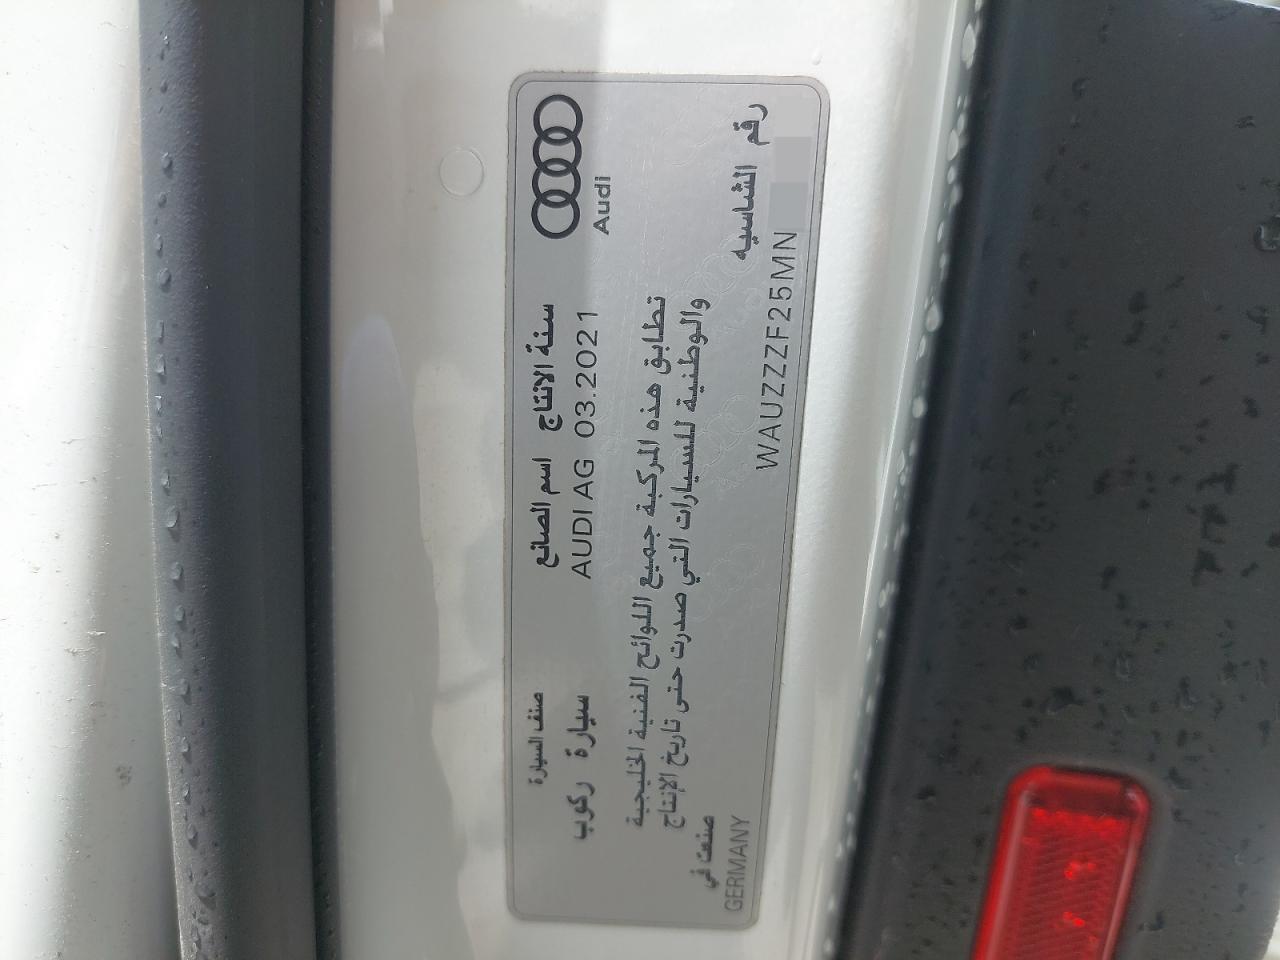 Audi
سنة الانتاج
اسم الصانع
صنف السيارة
03.2021
AUDI AG
سيارة ركوب
تطابق هذه المركبة جميع اللوائح الفنية الخليجية
والوطنية للسيارات التي صدرت حتى تاريخ الإنتاج
رقم الشاسيه
صنعت في
WAUZZZF25MN
GERMANY